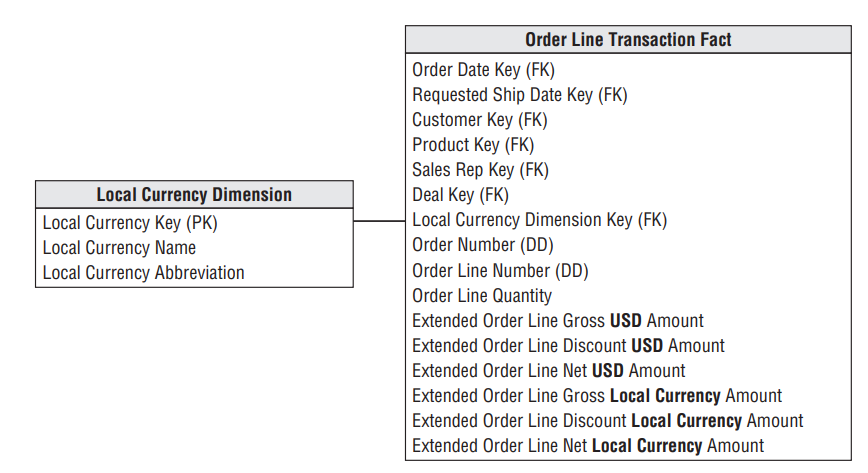 Local Currency Dimension
Local Currency Key (PK)
Local Currency Name
Local Currency Abbreviation
Order Line Transaction Fact
Order Date Key (FK)
Requested Ship Date Key (FK)
Customer Key (FK)
Product Key (FK)
Sales Rep Key (FK)
Deal Key (FK)
Local Currency Dimension Key (FK)
Order Number (DD)
Order Line Number (DD)
Order Line Quantity
Extended Order Line Gross USD Amount
Extended Order Line Discount USD Amount
Extended Order Line Net USD Amount
Extended Order Line Gross Local Currency Amount
Extended Order Line Discount Local Currency Amount
Extended Order Line Net Local Currency Amount